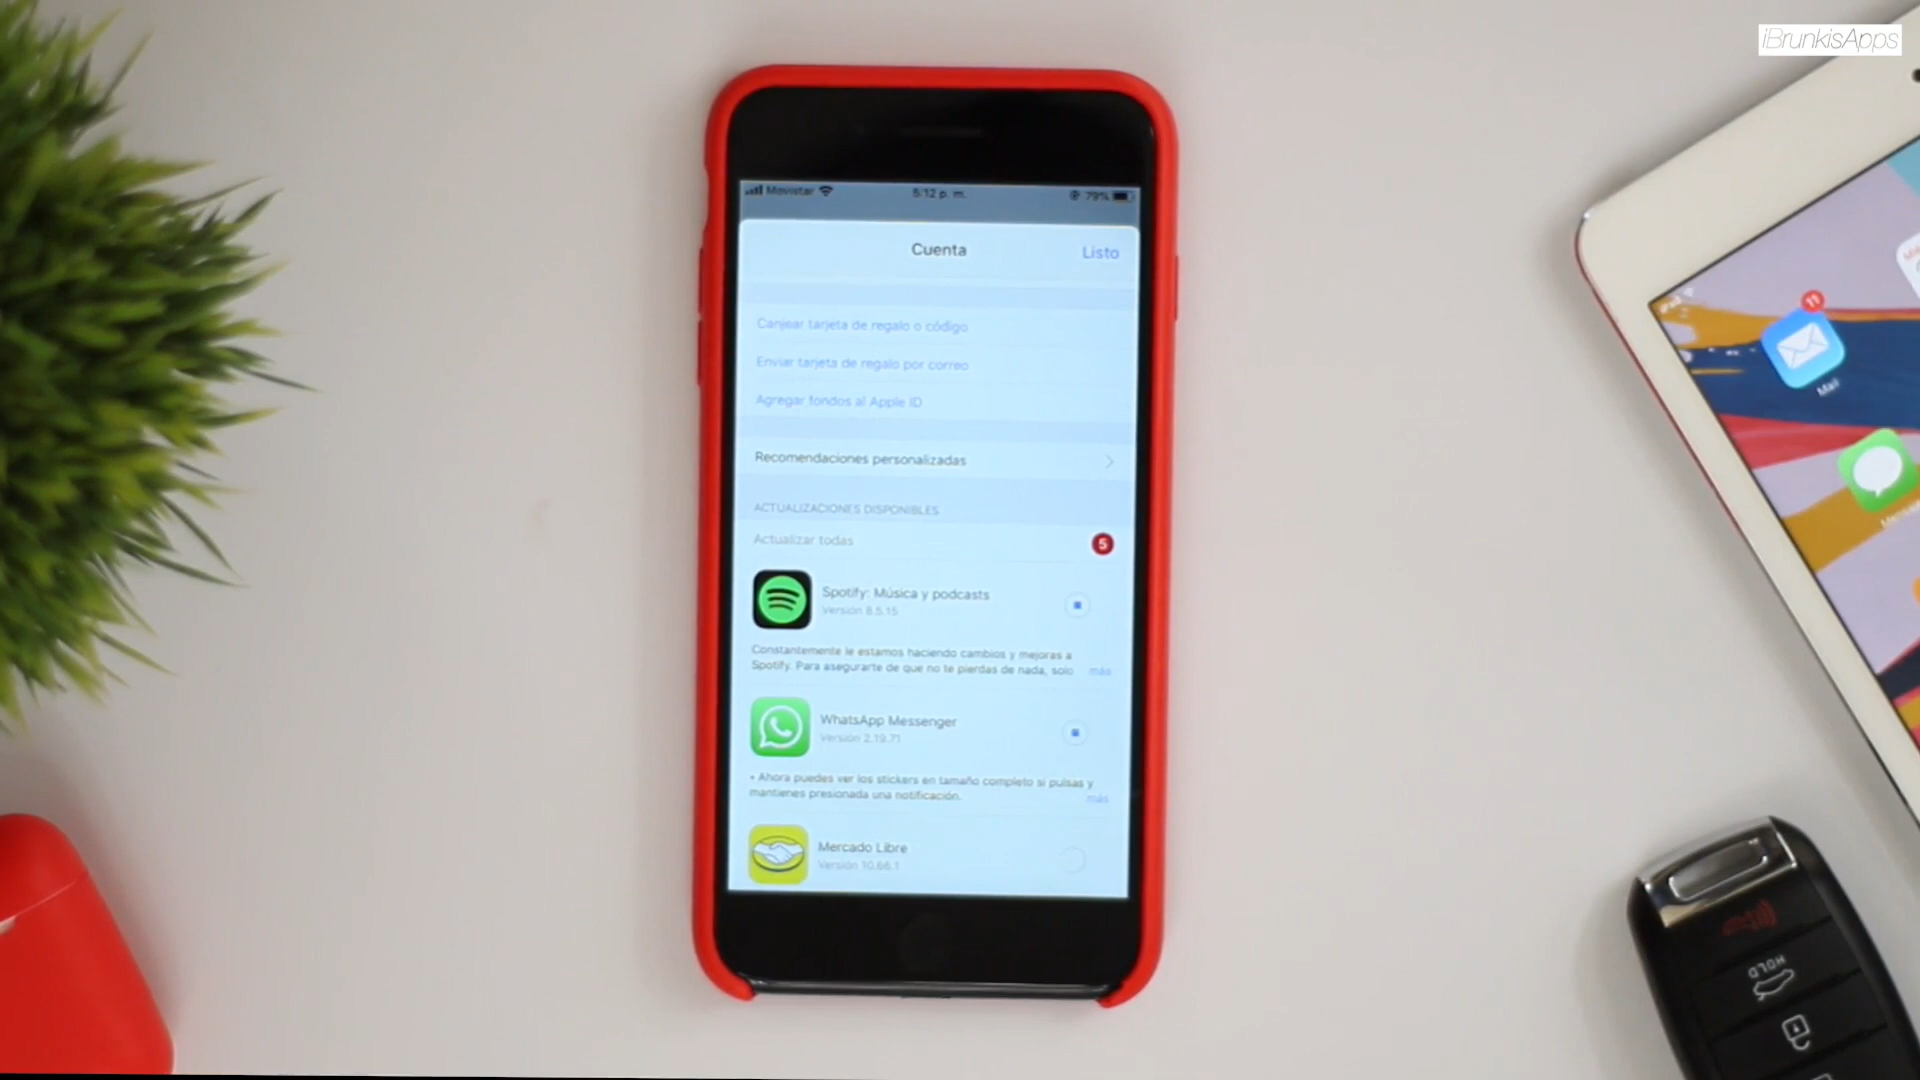 iBrunkisApps
Movistar 5:12 p. m. 79%
Cuenta
Listo
Canjear tarjeta de regalo o código
Enviar tarjeta de regalo por correo
Agregar fondos al Apple ID
Recomendaciones personalizadas
ACTUALIZACIONES DISPONIBLES
Actualizar todas
5
Spotify: Música y podcasts
Versión 8.5.15
Constantemente le estamos haciendo cambios y mejoras a
Spotify. Para asegurarte de que no te pierdas de nada, solo más
WhatsApp Messenger
Versión 2.19.71
• Ahora puedes ver los stickers en tamaño completo si pulsas y
mantienes presionada una notificación. más
Mercado Libre
Versión 10.66.1
11
Mail
HOLD